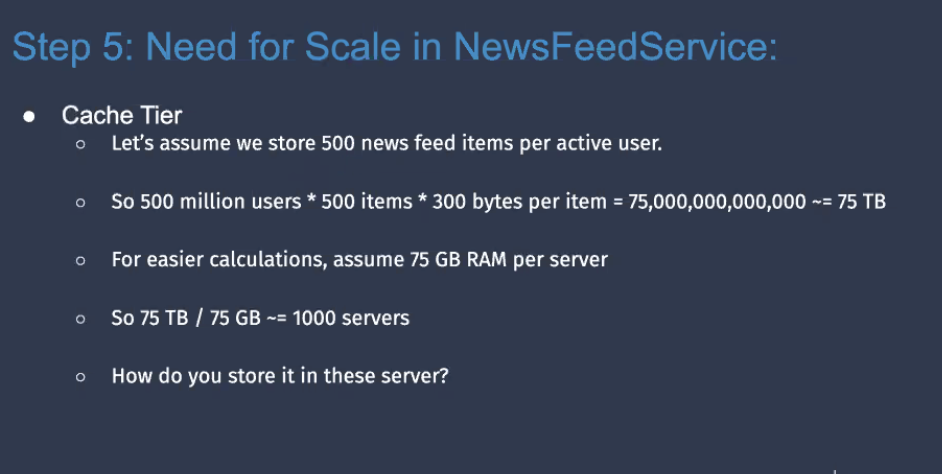 Step 5: Need for Scale in NewsFeedService:
● Cache Tier
○ Let's assume we store 500 news feed items per active user.
○ So 500 million users * 500 items * 300 bytes per item = 75,000,000,000,000 ~= 75 TB
○ For easier calculations, assume 75 GB RAM per server
○ So 75 TB / 75 GB ~= 1000 servers
○ How do you store it in these server?